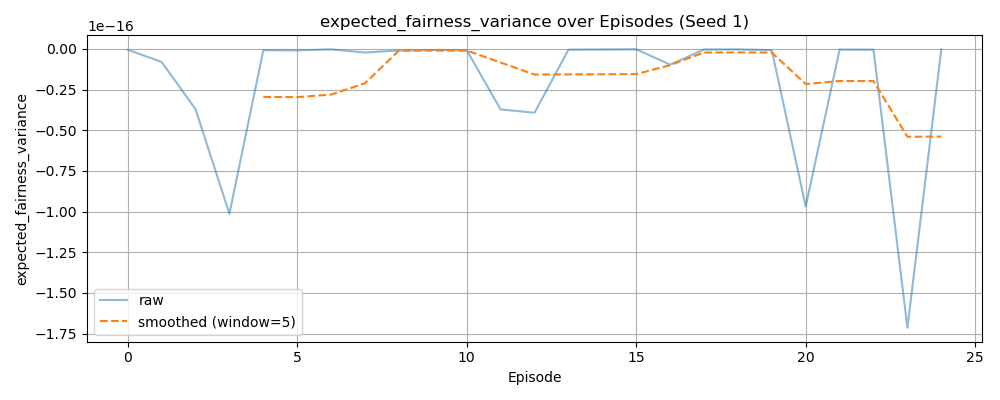 expected_fairness_variance over Episodes (Seed 1)
1e−16
0.00
−0.25
−0.50
−0.75
−1.00
−1.25
−1.50
−1.75
expected_fairness_variance
raw
smoothed (window=5)
0 5 10 15 20 25
Episode